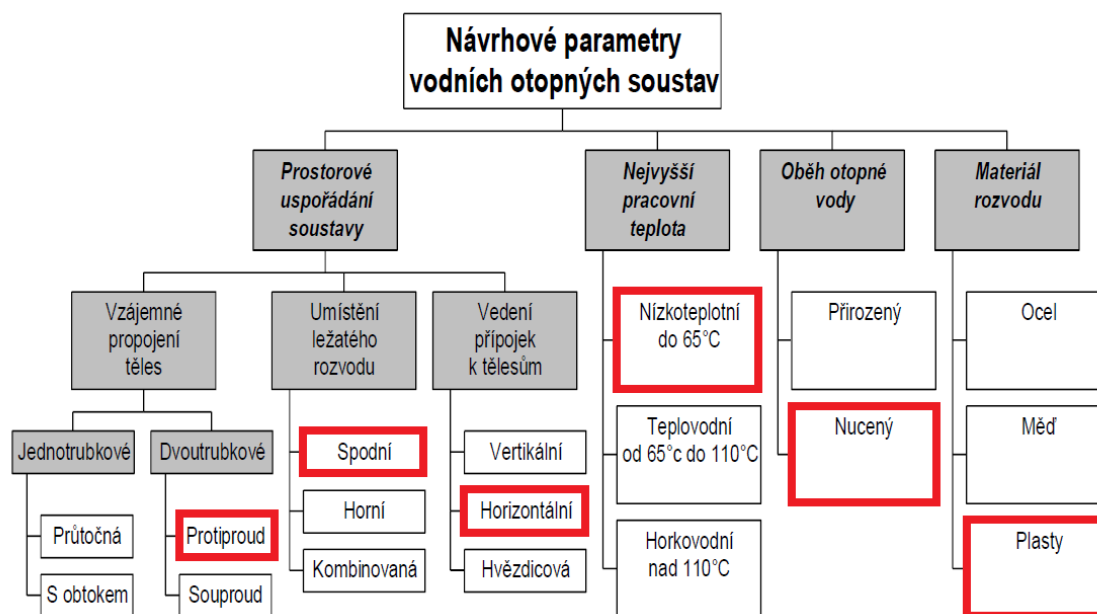 Návrhové parametry
vodních otopných soustav
Prostorové
uspořádání
soustavy
Nejvyšší
pracovní
teplota
Oběh otopné
vody
Materiál
rozvodu
Vzájemné
propojení
těles
Umístění
ležatého
rozvodu
Vedení
přípojek
k tělesům
Nízkoteplotní
do 65°C
Přirozený
Ocel
Jednotrubkové
Dvoutrubkové
Spodní
Vertikální
Teplovodní
od 65°c do 110°C
Nucený
Měď
Průtočná
Protiproud
Horní
Horizontální
Horkovodní
nad 110°C
Plasty
S obtokem
Souproud
Kombinovaná
Hvězdicová